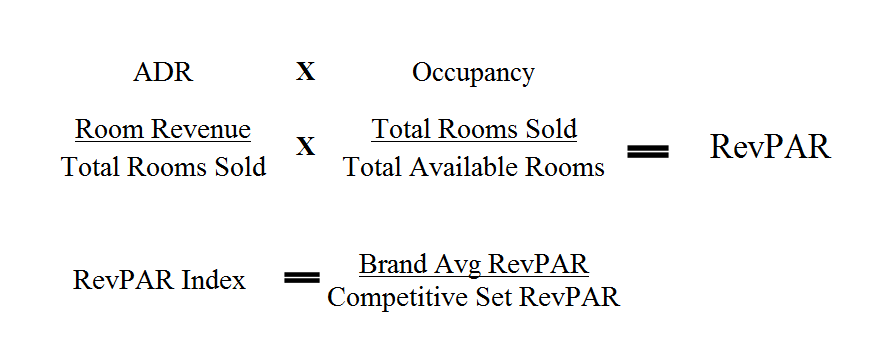 ADR X Occupancy
Room Revenue X Total Rooms Sold = RevPAR
Total Rooms Sold Total Available Rooms
RevPAR Index = Brand Avg RevPAR
Competitive Set RevPAR